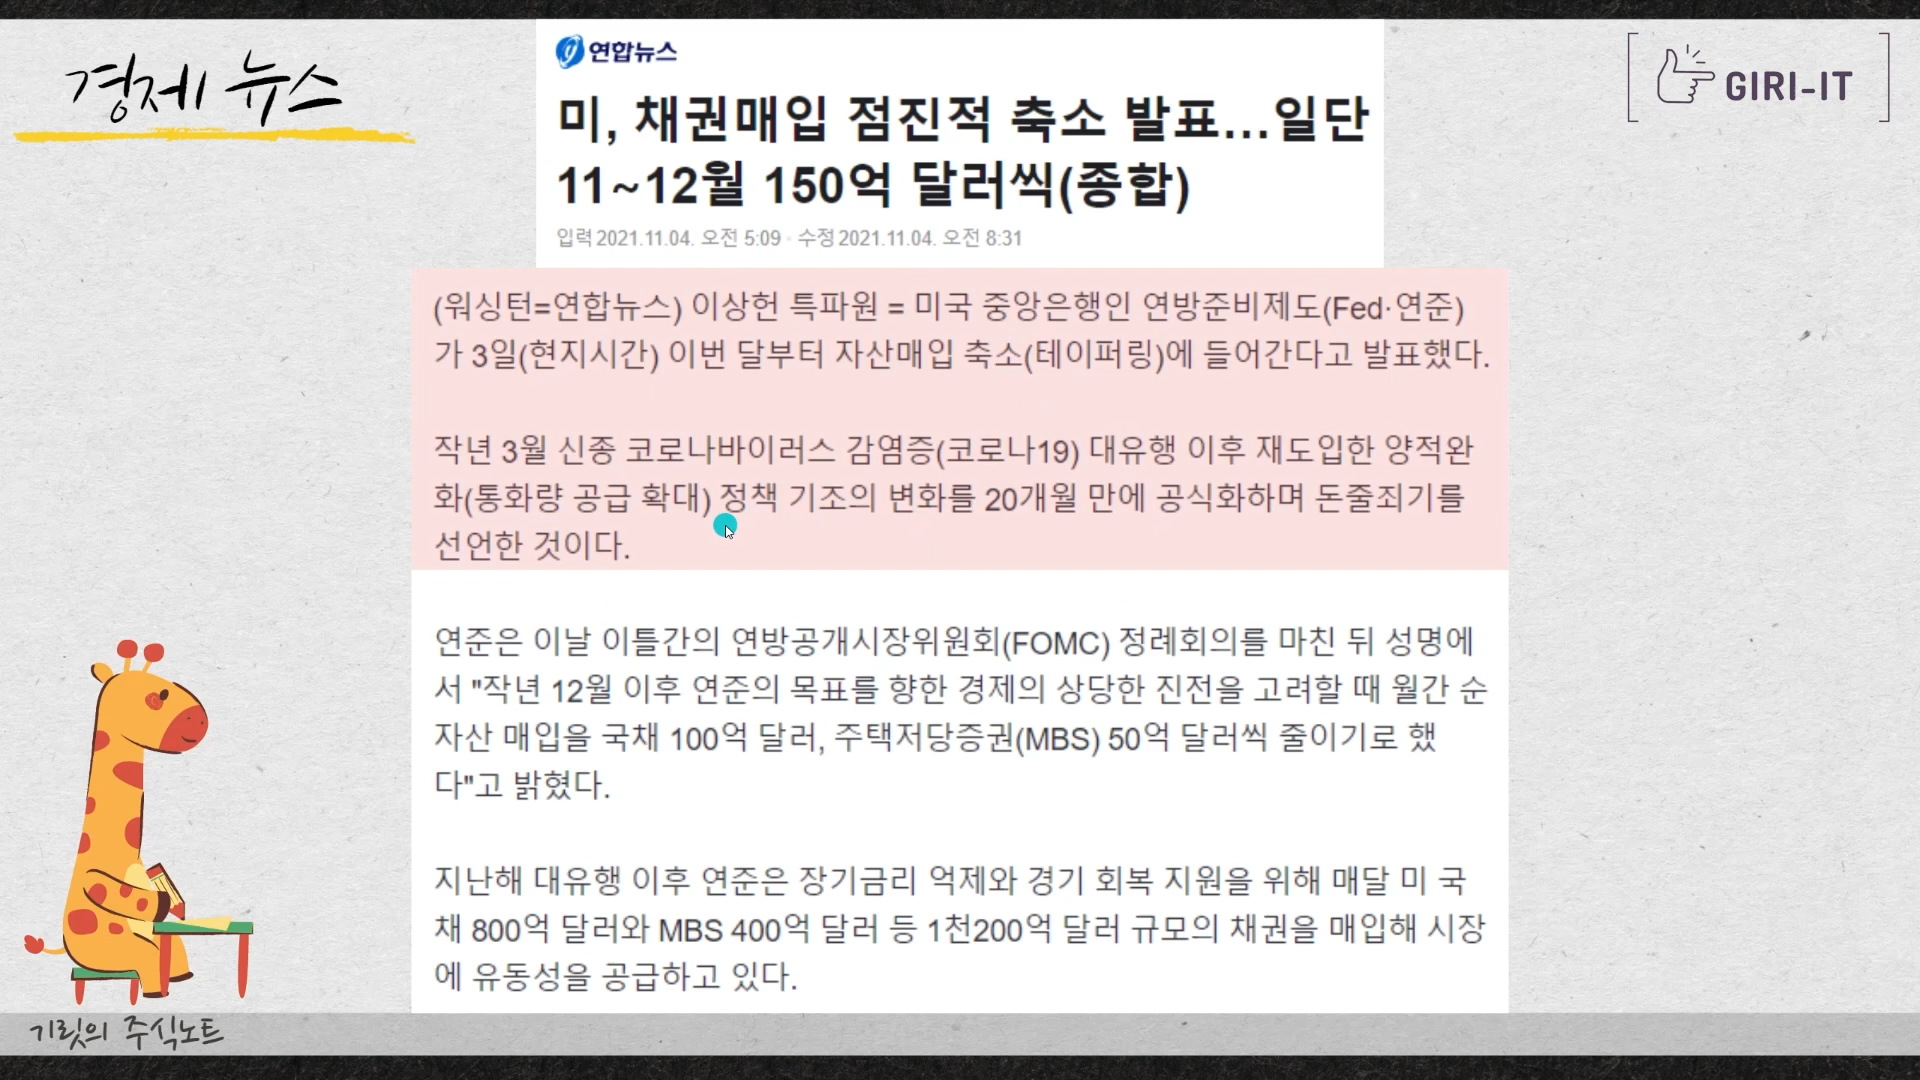 경제 뉴스
연합뉴스
GIRI-IT
미, 채권매입 점진적 축소 발표...일단
11~12월 150억 달러씩(종합)
입력 2021.11.04. 오전 5:09 · 수정 2021.11.04. 오전 8:31
(워싱턴=연합뉴스) 이상헌 특파원 = 미국 중앙은행인 연방준비제도(Fed·연준)
가 3일(현지시간) 이번 달부터 자산매입 축소(테이퍼링)에 들어간다고 발표했다.
작년 3월 신종 코로나바이러스 감염증(코로나19) 대유행 이후 재도입한 양적완
화(통화량 공급 확대) 정책 기조의 변화를 20개월 만에 공식화하며 돈줄죄기를
선언한 것이다.
연준은 이날 이틀간의 연방공개시장위원회(FOMC) 정례회의를 마친 뒤 성명에
서 "작년 12월 이후 연준의 목표를 향한 경제의 상당한 진전을 고려할 때 월간 순
자산 매입을 국채 100억 달러, 주택저당증권(MBS) 50억 달러씩 줄이기로 했
다"고 밝혔다.
지난해 대유행 이후 연준은 장기금리 억제와 경기 회복 지원을 위해 매달 미 국
채 800억 달러와 MBS 400억 달러 등 1천200억 달러 규모의 채권을 매입해 시장
에 유동성을 공급하고 있다.
기릿의 주식노트